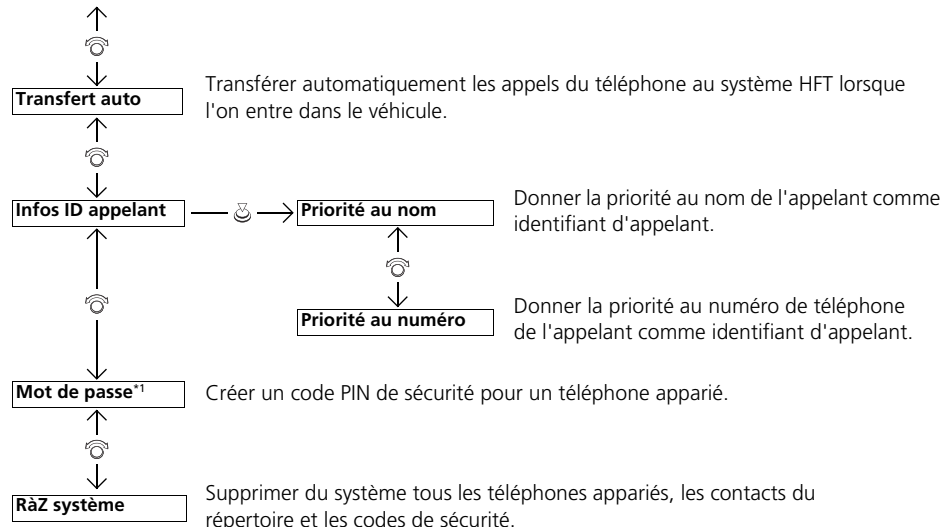 Transfert auto
Transférer automatiquement les appels du téléphone au système HFT lorsque
l'on entre dans le véhicule.
Infos ID appelant
Priorité au nom
Donner la priorité au nom de l'appelant comme
identifiant d'appelant.
Priorité au numéro
Donner la priorité au numéro de téléphone
de l'appelant comme identifiant d'appelant.
Mot de passe*1
Créer un code PIN de sécurité pour un téléphone apparié.
RàZ système
Supprimer du système tous les téléphones appariés, les contacts du
répertoire et les codes de sécurité.